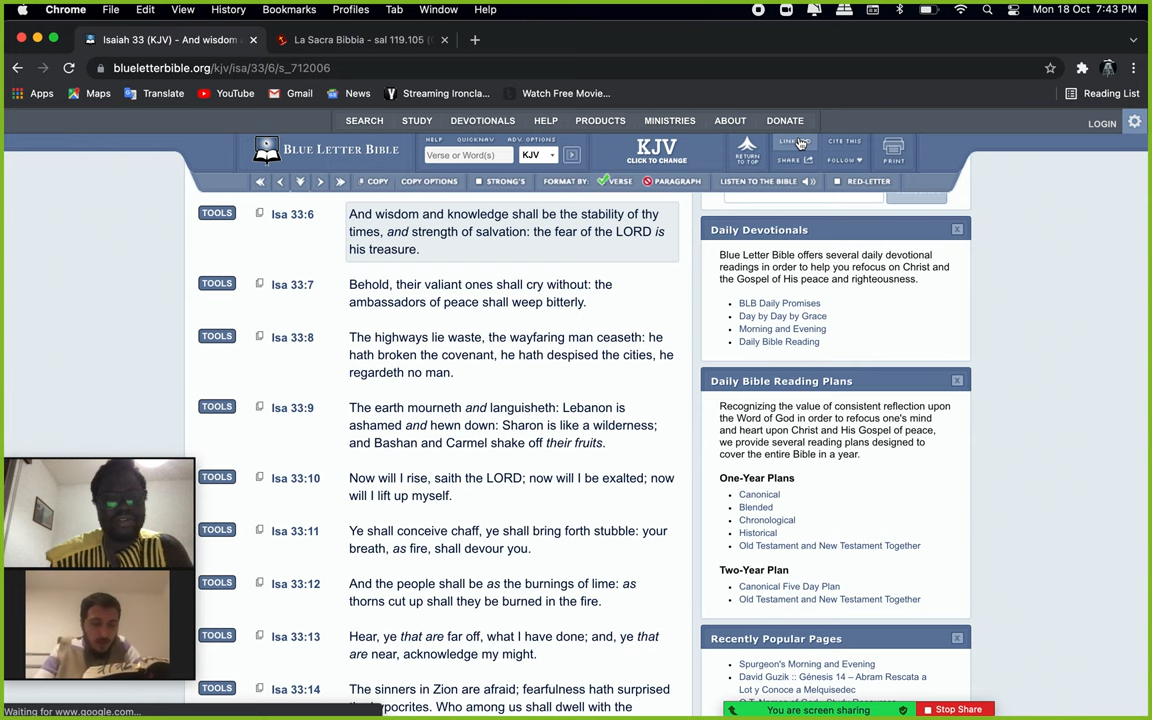 Chrome File Edit View History Bookmarks Profiles Tab Window Help Mon 18 Oct 7:43 PM
Isaiah 33 (KJV) - And wisdom
La Sacra Bibbia - sal 119.105 (
blueletterbible.org/kjv/isa/33/6/s_712006
Apps Maps Translate YouTube Gmail News Streaming Ironcla... Watch Free Movie... Reading List
SEARCH STUDY DEVOTIONALS HELP PRODUCTS MINISTRIES ABOUT DONATE LOGIN
BLUE LETTER BIBLE
HELP QUICKNAV ADV. OPTIONS
Verse or Word(s) KJV
KJV
CLICK TO CHANGE
RETURN
TO TOP
CITE THIS
SHARE FOLLOW
PRINT
COPY COPY OPTIONS STRONG'S FORMAT BY: VERSE PARAGRAPH LISTEN TO THE BIBLE RED-LETTER
TOOLS Isa 33:6 And wisdom and knowledge shall be the stability of thy
times, and strength of salvation: the fear of the LORD is
his treasure.
TOOLS Isa 33:7 Behold, their valiant ones shall cry without: the
ambassadors of peace shall weep bitterly.
TOOLS Isa 33:8 The highways lie waste, the wayfaring man ceaseth: he
hath broken the covenant, he hath despised the cities, he
regardeth no man.
TOOLS Isa 33:9 The earth mourneth and languisheth: Lebanon is
ashamed and hewn down: Sharon is like a wilderness;
and Bashan and Carmel shake off their fruits.
TOOLS Isa 33:10 Now will I rise, saith the LORD; now will I be exalted; now
will I lift up myself.
TOOLS Isa 33:11 Ye shall conceive chaff, ye shall bring forth stubble: your
breath, as fire, shall devour you.
TOOLS Isa 33:12 And the people shall be as the burnings of lime: as
thorns cut up shall they be burned in the fire.
TOOLS Isa 33:13 Hear, ye that are far off, what I have done; and, ye that
are near, acknowledge my might.
TOOLS Isa 33:14 The sinners in Zion are afraid; fearfulness hath surprised
Who among us shall dwell with the
Daily Devotionals
Blue Letter Bible offers several daily devotional
readings in order to help you refocus on Christ and
the Gospel of His peace and righteousness.
BLB Daily Promises
Day by Day by Grace
Morning and Evening
Daily Bible Reading
Daily Bible Reading Plans
Recognizing the value of consistent reflection upon
the Word of God in order to refocus one's mind
and heart upon Christ and His Gospel of peace,
we provide several reading plans designed to
cover the entire Bible in a year.
One-Year Plans
Canonical
Blended
Chronological
Historical
Old Testament and New Testament Together
Two-Year Plan
Canonical Five Day Plan
Old Testament and New Testament Together
Recently Popular Pages
Spurgeon's Morning and Evening
David Guzik :: Génesis 14 – Abram Rescata a
Lot y Conoce a Melquisedec
Waiting for www.google.com...
You are screen sharing Stop Share